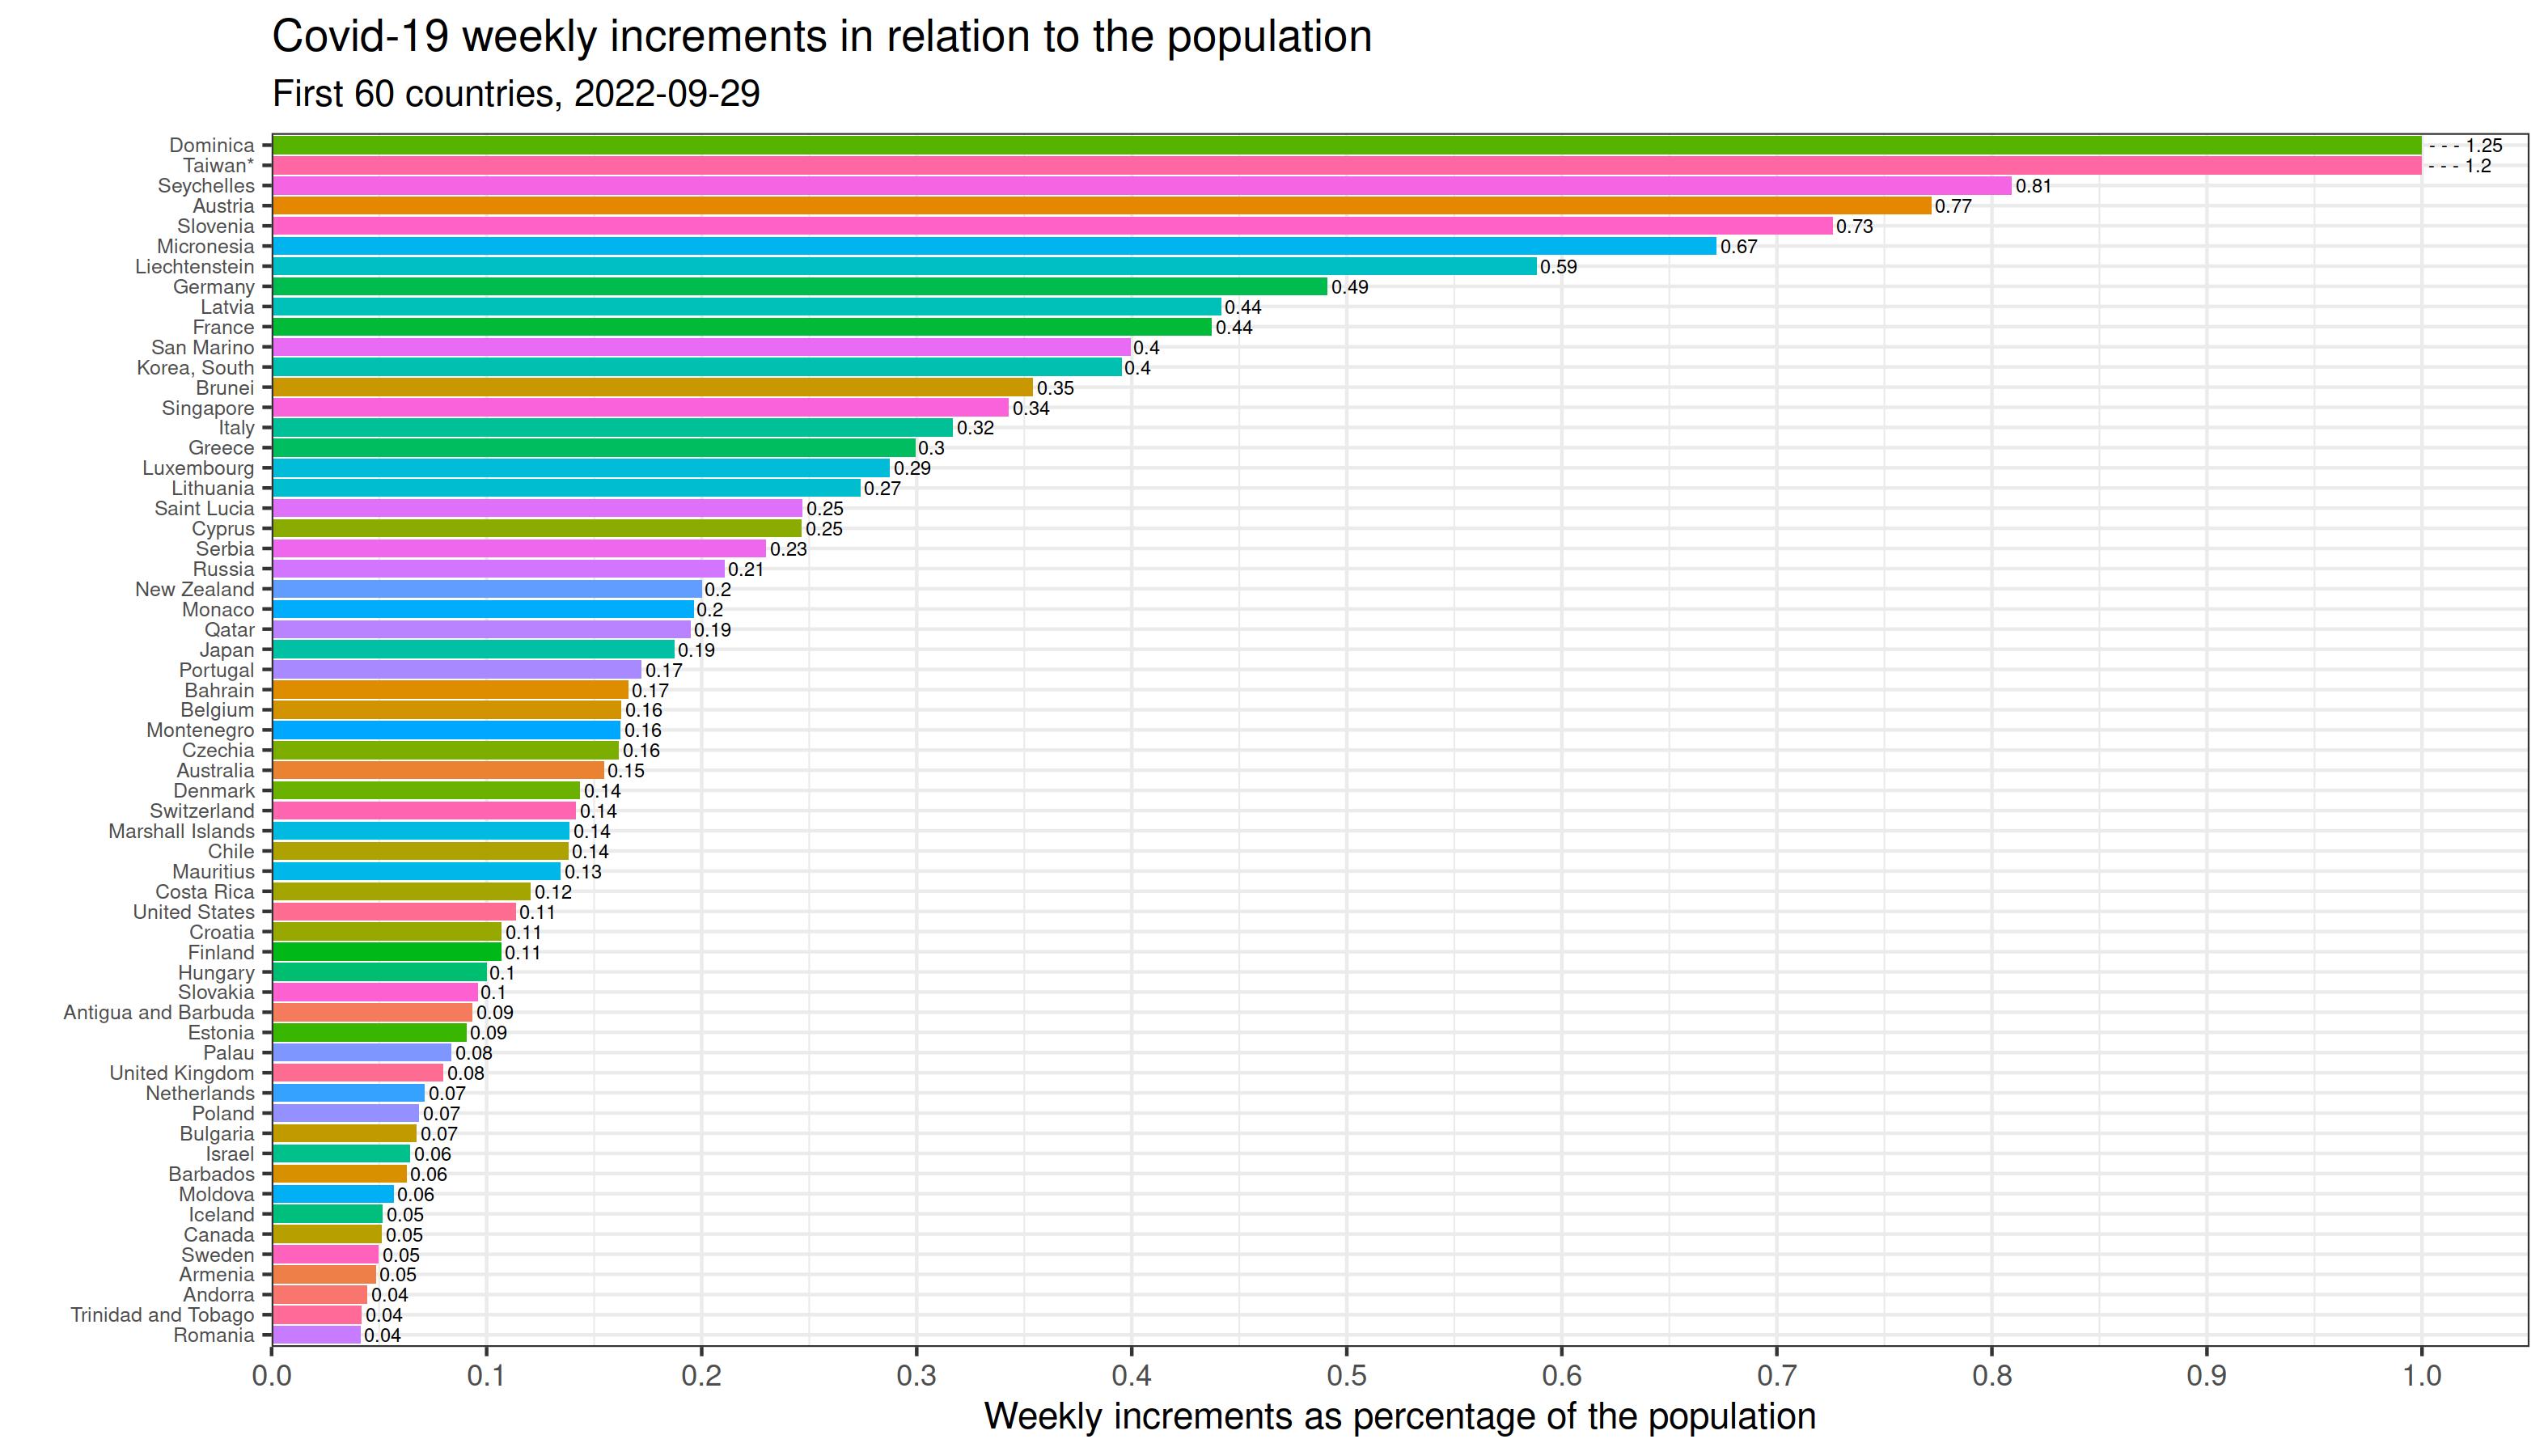 Covid-19 weekly increments in relation to the population
First 60 countries, 2022-09-29
Dominica - - - 1.25
Taiwan* - - - 1.2
Seychelles 0.81
Austria 0.77
Slovenia 0.73
Micronesia 0.67
Liechtenstein 0.59
Germany 0.49
Latvia 0.44
France 0.44
San Marino 0.4
Korea, South 0.4
Brunei 0.35
Singapore 0.34
Italy 0.32
Greece 0.3
Luxembourg 0.29
Lithuania 0.27
Saint Lucia 0.25
Cyprus 0.25
Serbia 0.23
Russia 0.21
New Zealand 0.2
Monaco 0.2
Qatar 0.19
Japan 0.19
Portugal 0.17
Bahrain 0.17
Belgium 0.16
Montenegro 0.16
Czechia 0.16
Australia 0.15
Denmark 0.14
Switzerland 0.14
Marshall Islands 0.14
Chile 0.14
Mauritius 0.13
Costa Rica 0.12
United States 0.11
Croatia 0.11
Finland 0.11
Hungary 0.1
Slovakia 0.1
Antigua and Barbuda 0.09
Estonia 0.09
Palau 0.08
United Kingdom 0.08
Netherlands 0.07
Poland 0.07
Bulgaria 0.07
Israel 0.06
Barbados 0.06
Moldova 0.06
Iceland 0.05
Canada 0.05
Sweden 0.05
Armenia 0.05
Andorra 0.04
Trinidad and Tobago 0.04
Romania 0.04
0.0 0.1 0.2 0.3 0.4 0.5 0.6 0.7 0.8 0.9 1.0
Weekly increments as percentage of the population